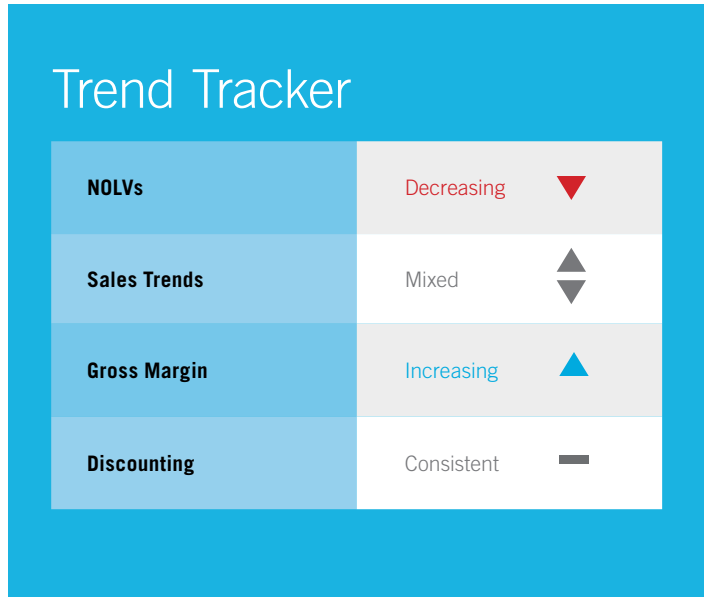 Trend Tracker
NOLVs Decreasing
Sales Trends Mixed
Gross Margin Increasing
Discounting Consistent